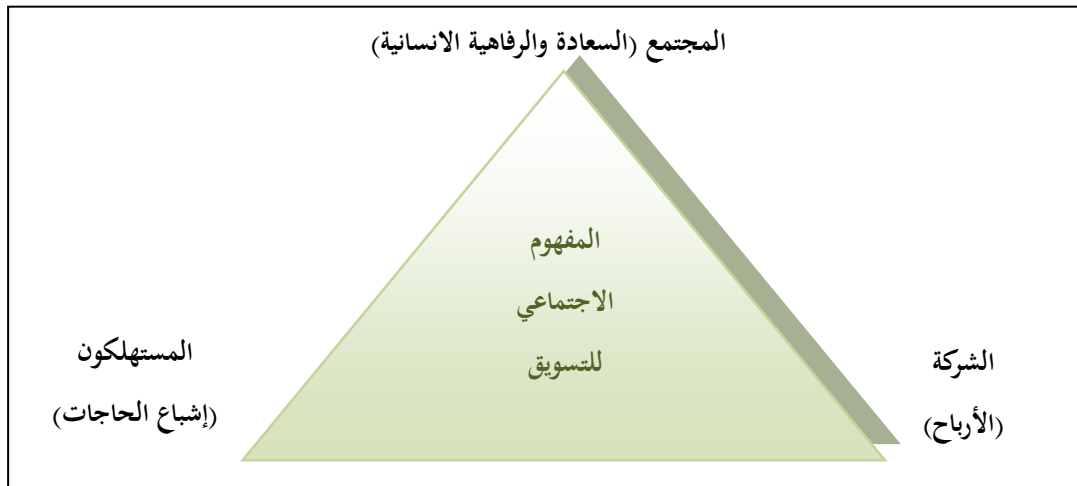 المجتمع (السعادة والرفاهية الانسانية)
المفهوم
الاجتماعي
للتسويق
الشركة
(الأرباح)
المستهلكون
(إشباع الحاجات)